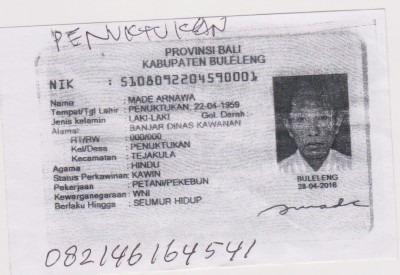 PENUKTUKAN
PROVINSI BALI
KABUPATEN BULELENG
NIK : 5108092204590001
Nama : MADE ARNAWA
Tempat/Tgl Lahir : PENUKTUKAN, 22-04-1959
Jenis kelamin : LAKI-LAKI Gol. Darah :
Alamat : BANJAR DINAS KAWANAN
RT/RW : 000/000
Kel/Desa : PENUKTUKAN
Kecamatan : TEJAKULA
Agama : HINDU
Status Perkawinan: KAWIN
Pekerjaan : PETANI/PEKEBUN
Kewarganegaraan: WNI
Berlaku Hingga : SEUMUR HIDUP
BULELENG
28-04-2016
082146164541